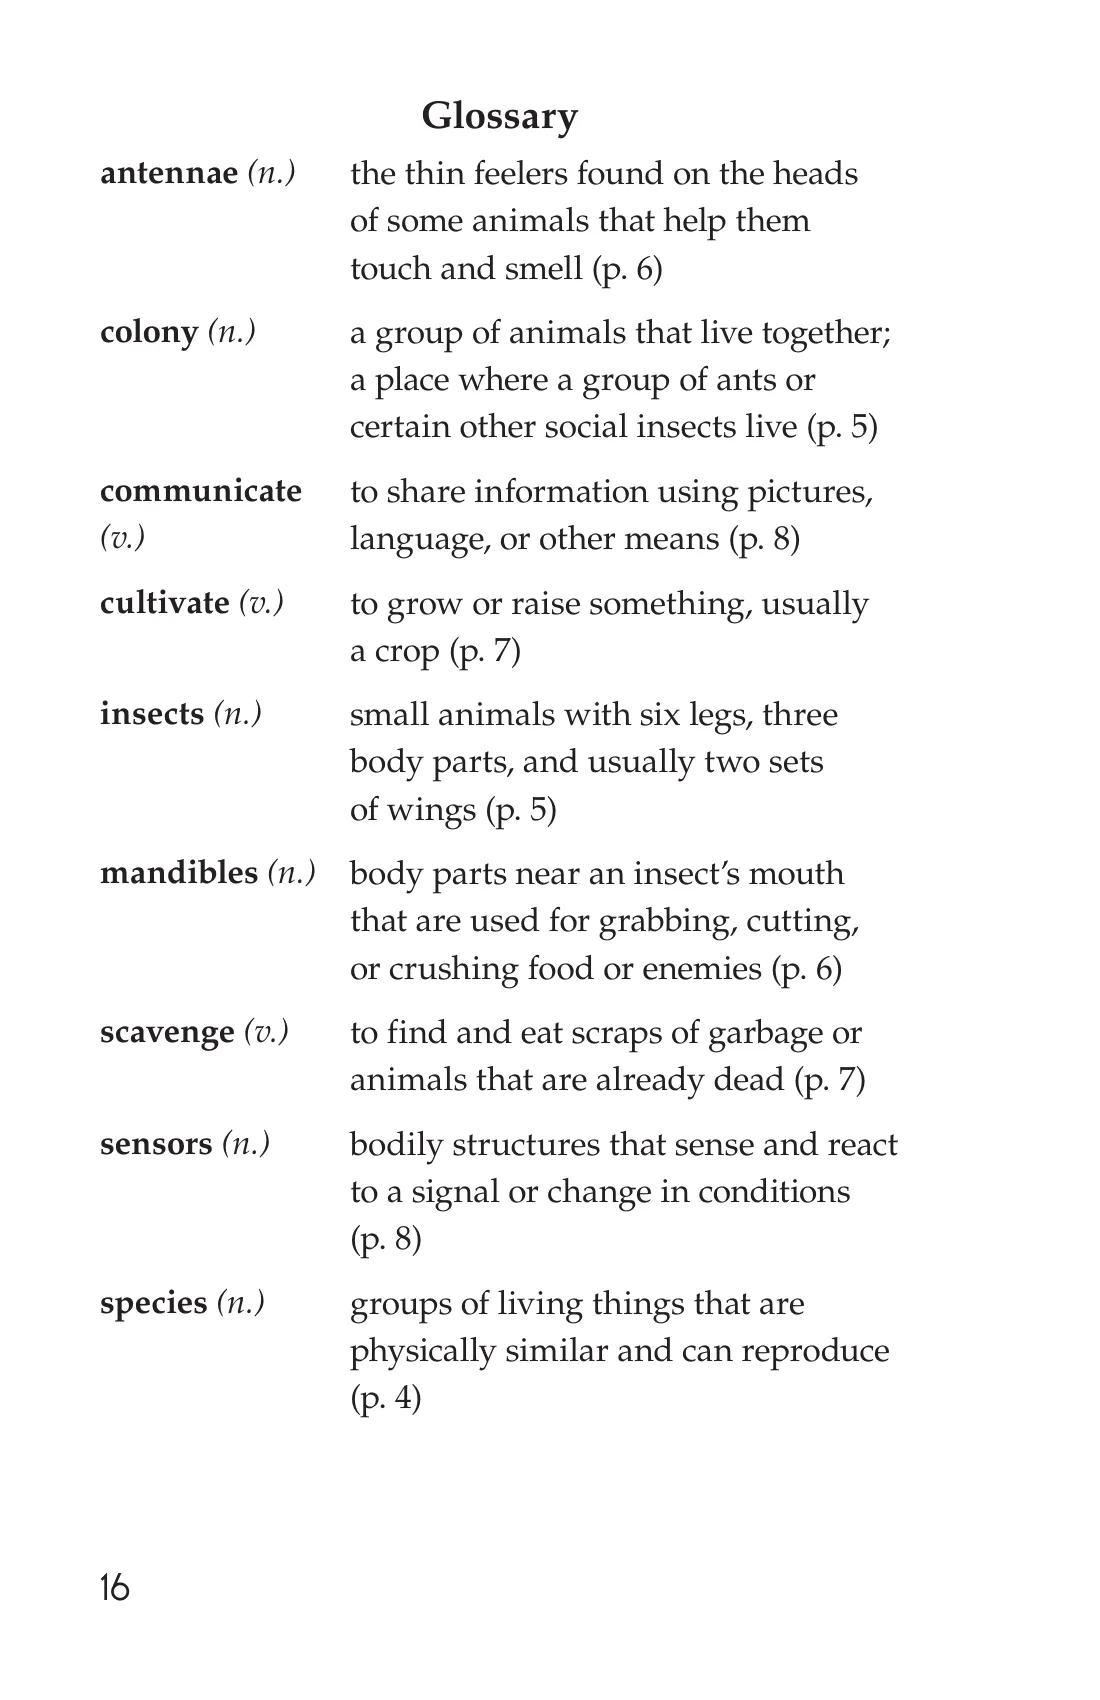 Glossary
antennae (n.) the thin feelers found on the heads
of some animals that help them
touch and smell (p. 6)
colony (n.) a group of animals that live together;
a place where a group of ants or
certain other social insects live (p. 5)
communicate to share information using pictures,
(v.) language, or other means (p. 8)
cultivate (v.) to grow or raise something, usually
a crop (p. 7)
insects (n.) small animals with six legs, three
body parts, and usually two sets
of wings (p. 5)
mandibles (n.) body parts near an insect’s mouth
that are used for grabbing, cutting,
or crushing food or enemies (p. 6)
scavenge (v.) to find and eat scraps of garbage or
animals that are already dead (p. 7)
sensors (n.) bodily structures that sense and react
to a signal or change in conditions
(p. 8)
species (n.) groups of living things that are
physically similar and can reproduce
(p. 4)
16